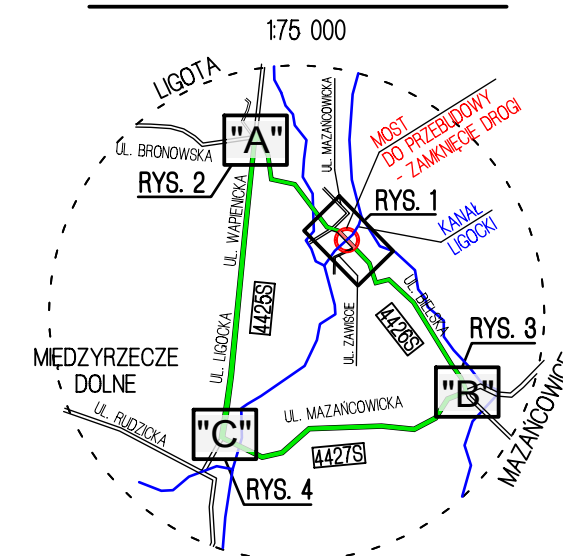 1:75 000
LIGOTA
UL. BRONOWSKA
"A"
RYS. 2
UL. MAZAŃCOWICKA
MOST
DO PRZEBUDOWY
- ZAMKNIĘCIE DROGI
RYS. 1
KANAŁ
LIGOCKI
UL. WAPIENICKA
4425S
UL. ZAWIŚCIE
UL. BIELSKA
4426S
RYS. 3
UL. LIGOCKA
MIĘDZYRZECZE
DOLNE
"B"
MAZAŃCOWICE
UL. RUDZICKA
"C"
UL. MAZAŃCOWICKA
4427S
RYS. 4